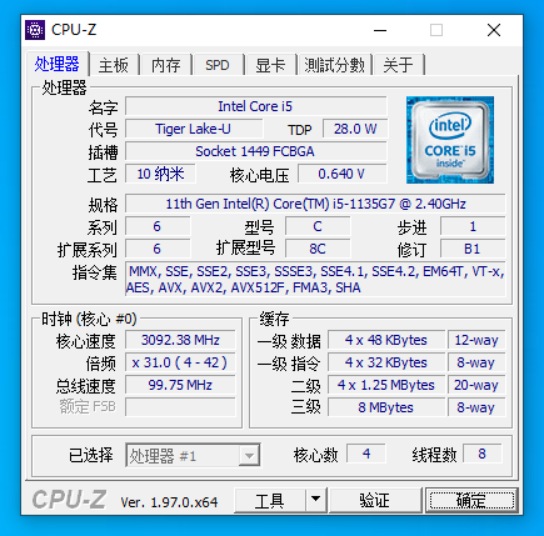 CPU-Z
处理器 主板 内存 SPD 显卡 測試分數 关于
处理器
名字 Intel Core i5
代号 Tiger Lake-U TDP 28.0 W
插槽 Socket 1449 FCBGA
工艺 10 纳米 核心电压 0.640 V
intel CORE i5 inside
规格 11th Gen Intel(R) Core(TM) i5-1135G7 @ 2.40GHz
系列 6 型号 C 步进 1
扩展系列 6 扩展型号 8C 修订 B1
指令集 MMX, SSE, SSE2, SSE3, SSSE3, SSE4.1, SSE4.2, EM64T, VT-x,
AES, AVX, AVX2, AVX512F, FMA3, SHA
时钟 (核心 #0) 缓存
核心速度 3092.38 MHz 一级 数据 4 x 48 KBytes 12-way
倍频 x 31.0 ( 4 - 42 ) 一级 指令 4 x 32 KBytes 8-way
总线速度 99.75 MHz 二级 4 x 1.25 MBytes 20-way
额定 FSB 三级 8 MBytes 8-way
已选择 处理器 #1 核心数 4 线程数 8
CPU-Z Ver. 1.97.0.x64 工具 验证 确定